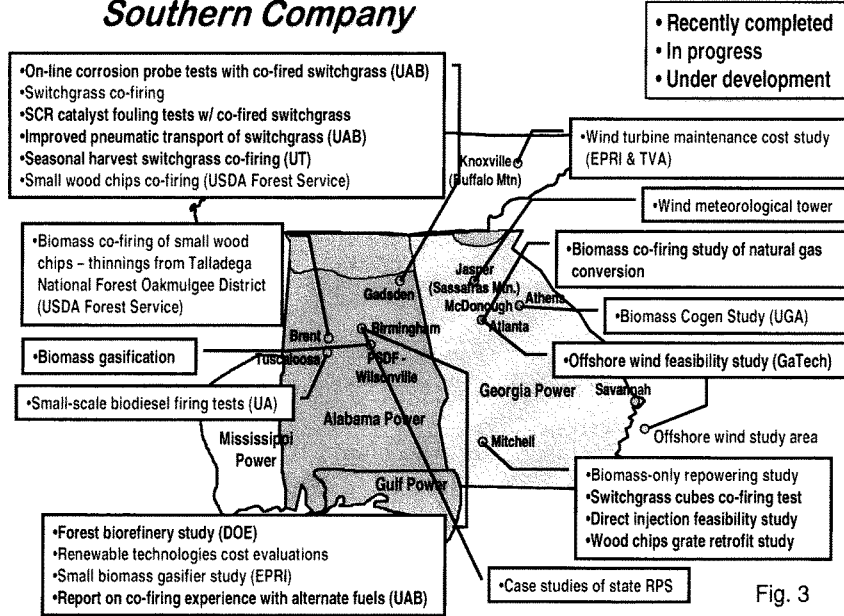 Southern Company
• Recently completed
• In progress
• Under development
•On-line corrosion probe tests with co-fired switchgrass (UAB)
•Switchgrass co-firing
•SCR catalyst fouling tests w/ co-fired switchgrass
•Improved pneumatic transport of switchgrass (UAB)
•Seasonal harvest switchgrass co-firing (UT)
•Small wood chips co-firing (USDA Forest Service)
•Wind turbine maintenance cost study
(EPRI & TVA)
Knoxville
(Buffalo Mtn)
•Wind meteorological tower
•Biomass co-firing of small wood
chips – thinnings from Talladega
National Forest Oakmulgee District
(USDA Forest Service)
•Biomass co-firing study of natural gas
conversion
Gadsden
Jasper
(Sassafras Mtn.)
McDonough
Athens
Atlanta
•Biomass Cogen Study (UGA)
Brent
Birmingham
•Biomass gasification
Tuscaloosa
PSDF -
Wilsonville
•Offshore wind feasibility study (GaTech)
•Small-scale biodiesel firing tests (UA)
Georgia Power
Savannah
Alabama Power
Mississippi
Power
Mitchell
Offshore wind study area
Gulf Power
•Biomass-only repowering study
•Switchgrass cubes co-firing test
•Direct injection feasibility study
•Wood chips grate retrofit study
•Forest biorefinery study (DOE)
•Renewable technologies cost evaluations
•Small biomass gasifier study (EPRI)
•Report on co-firing experience with alternate fuels (UAB)
•Case studies of state RPS
Fig. 3